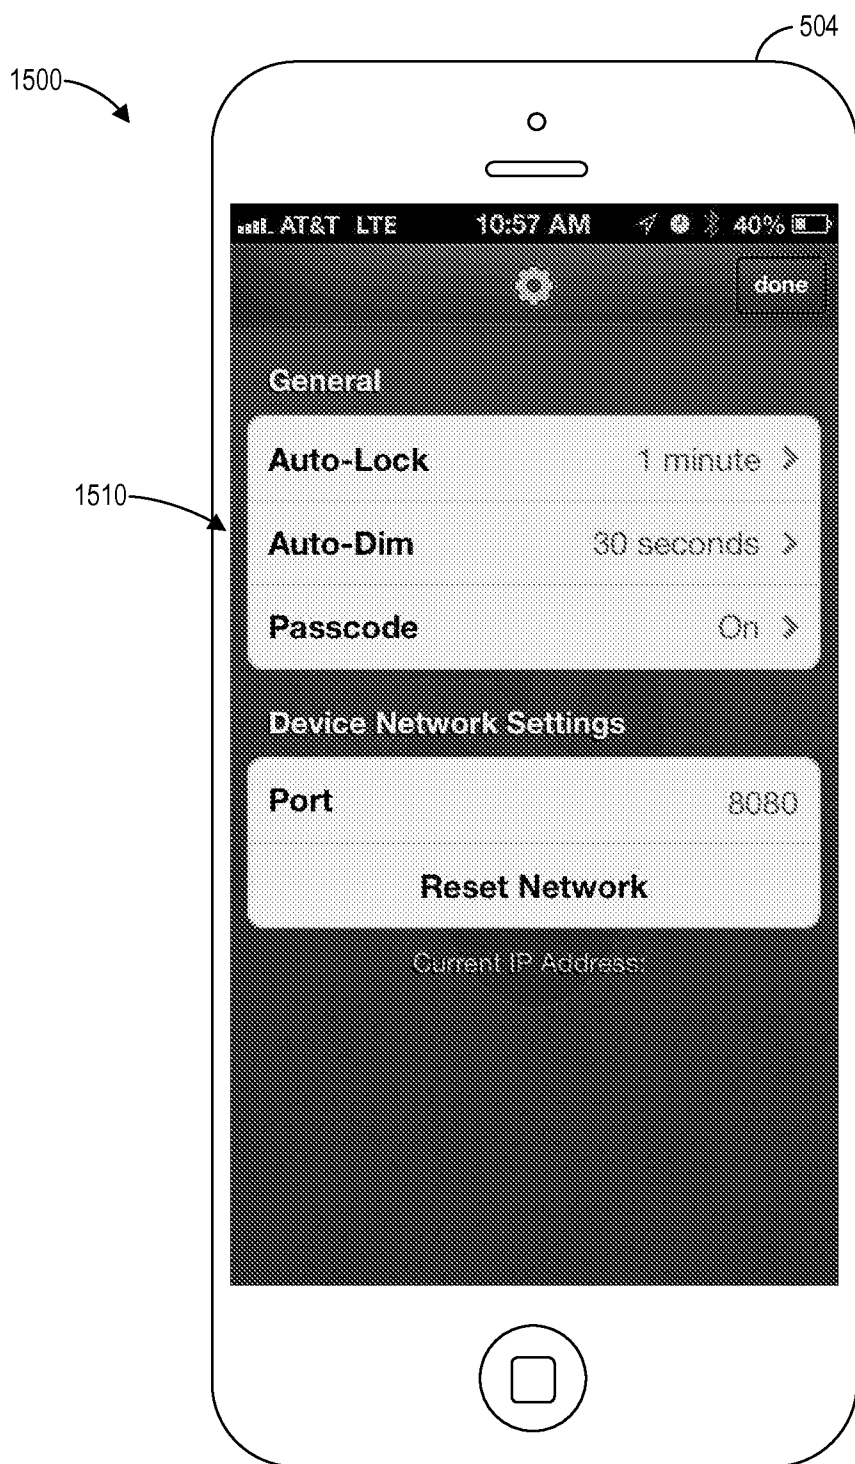 504
1500
AT&T LTE 10:57 AM 40%
done
General
Auto-Lock 1 minute
1510
Auto-Dim 30 seconds
Passcode On
Device Network Settings
Port 8080
Reset Network
Current IP Address: